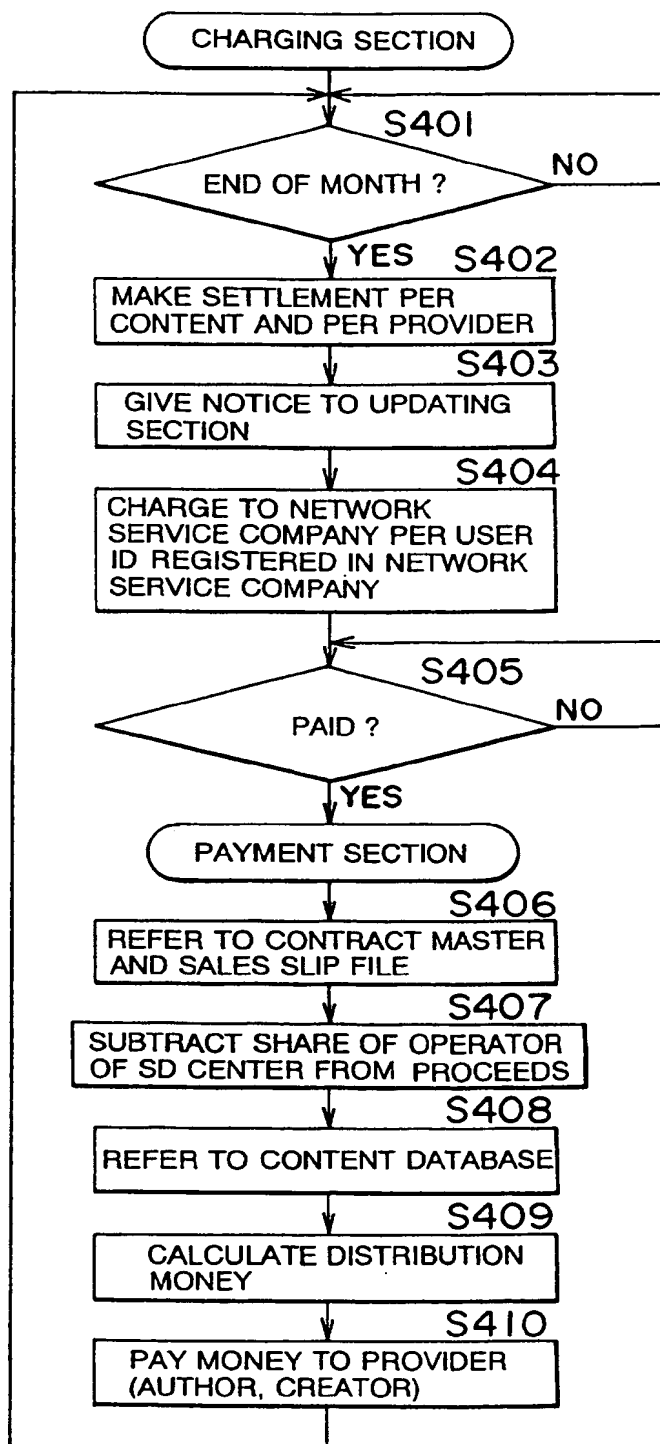 CHARGING SECTION
S401
END OF MONTH ?
NO
YES
S402
MAKE SETTLEMENT PER
CONTENT AND PER PROVIDER
S403
GIVE NOTICE TO UPDATING
SECTION
S404
CHARGE TO NETWORK
SERVICE COMPANY PER USER
ID REGISTERED IN NETWORK
SERVICE COMPANY
S405
PAID ?
NO
YES
PAYMENT SECTION
S406
REFER TO CONTRACT MASTER
AND SALES SLIP FILE
S407
SUBTRACT SHARE OF OPERATOR
OF SD CENTER FROM PROCEEDS
S408
REFER TO CONTENT DATABASE
S409
CALCULATE DISTRIBUTION
MONEY
S410
PAY MONEY TO PROVIDER
(AUTHOR, CREATOR)